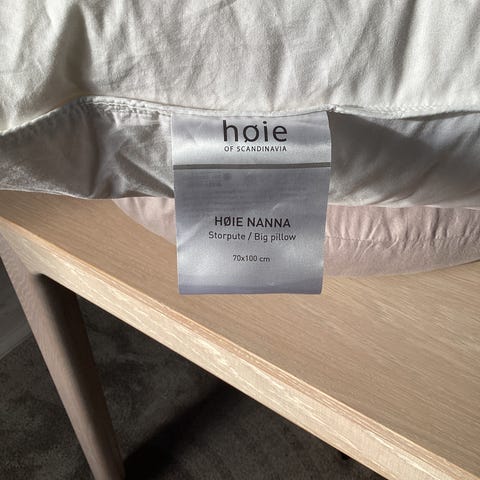 høie
OF SCANDINAVIA
HØIE NANNA
Storpute / Big pillow
70x100 cm